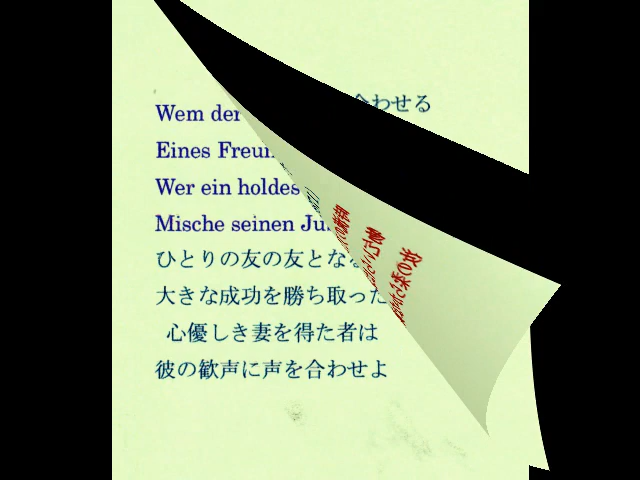 合わせる
Wem der
Eines
Wer ein holdes
Mische seinen
ひとりの友の友とな
大きな成功を勝ち取った
心優しき妻を得た者は
彼の歓声に声を合わせよ